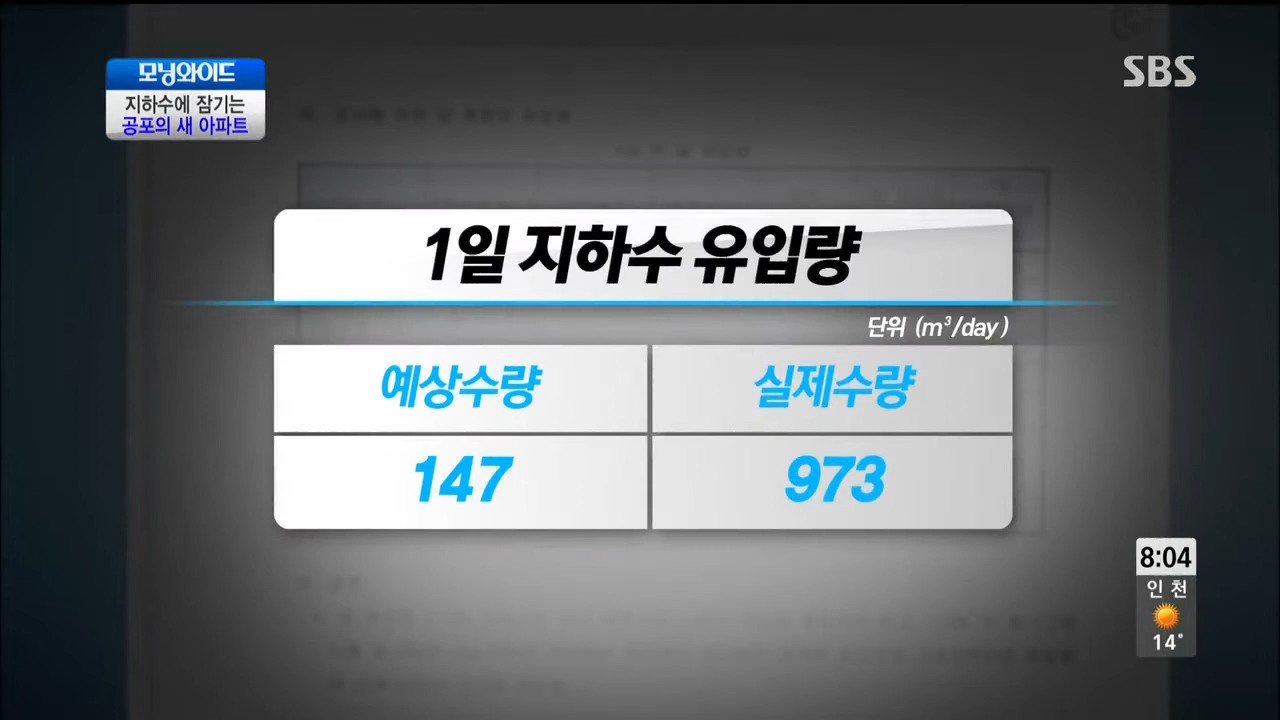 모닝와이드
지하수에 잠기는
공포의 새 아파트
SBS
1일 지하수 유입량
단위 (m³/day)
예상수량 실제수량
147 973
8:04
인천
14°